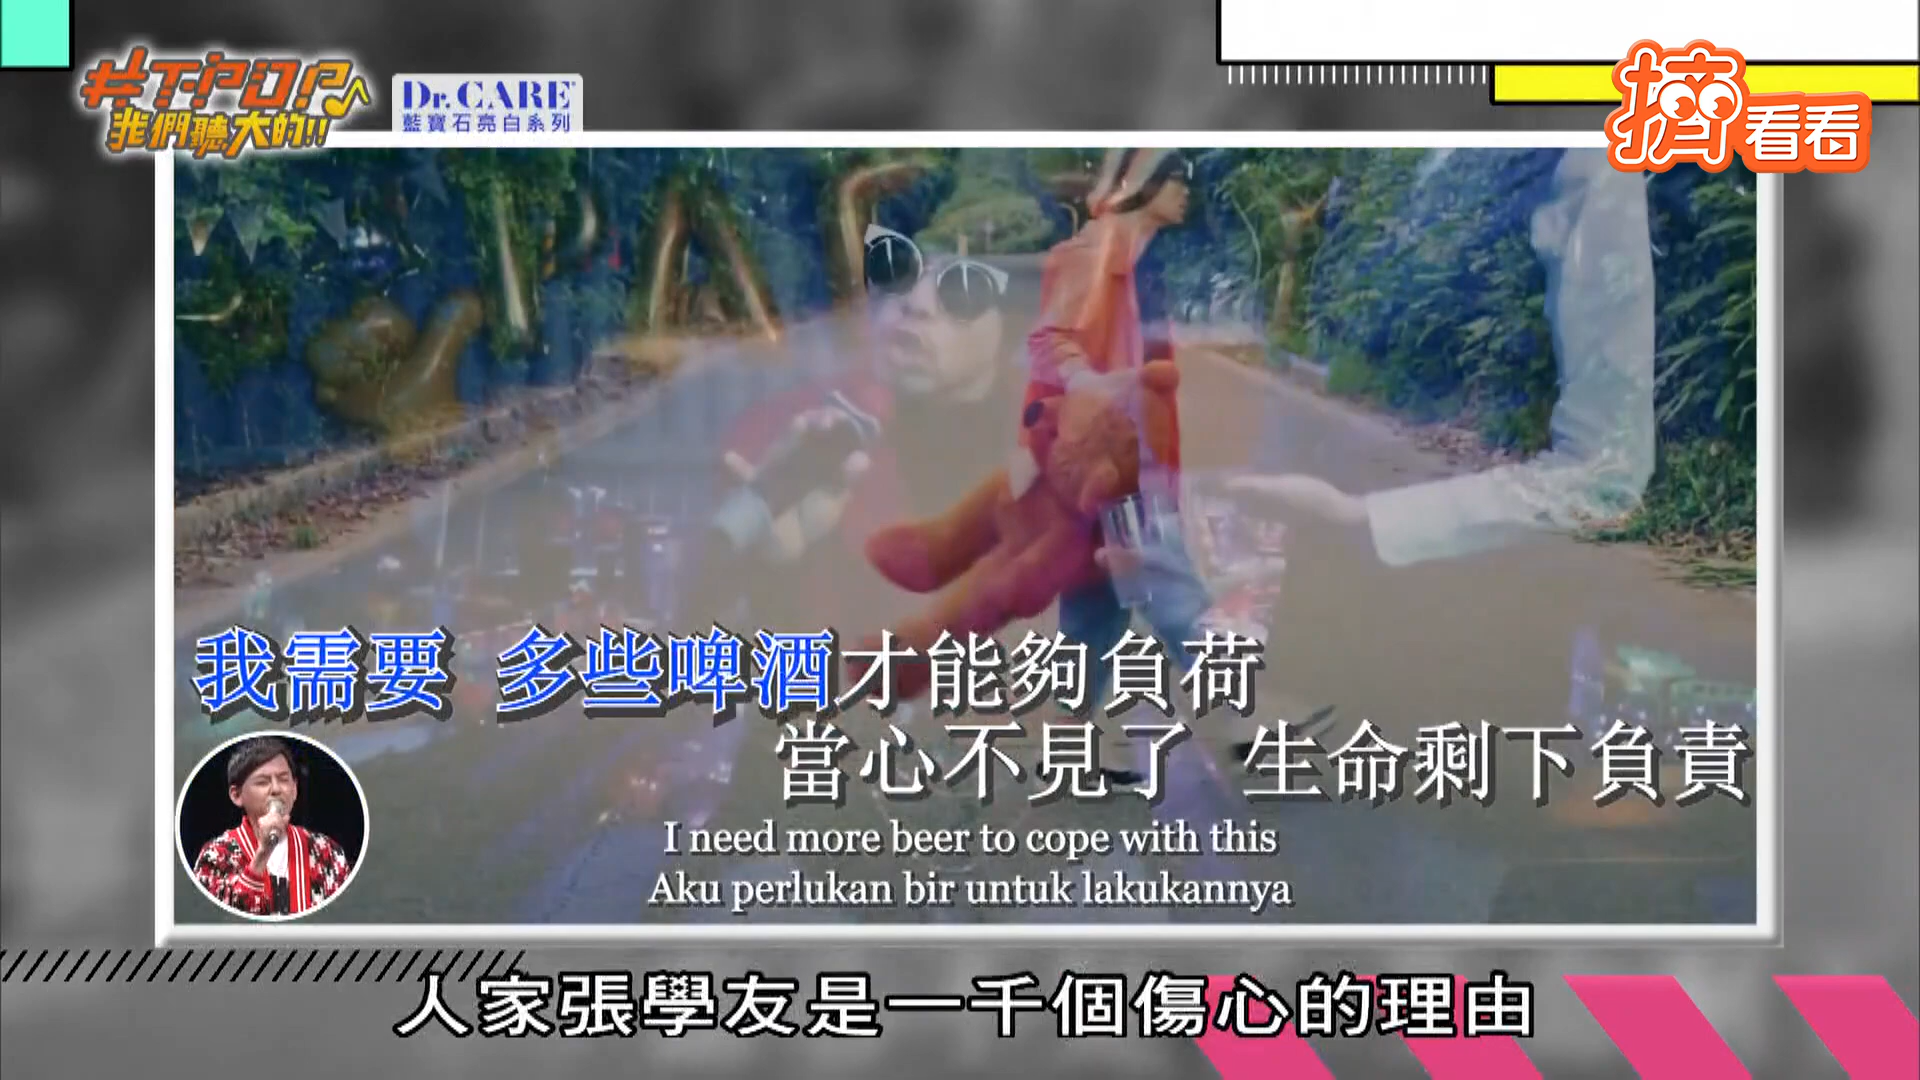 #T-POP
我們聽大的!!
Dr.CARE
藍寶石亮白系列
擠看看
我需要 多些啤酒才能夠負荷
當心不見了 生命剩下負責
I need more beer to cope with this
Aku perlukan bir untuk lakukannya
人家張學友是一千個傷心的理由